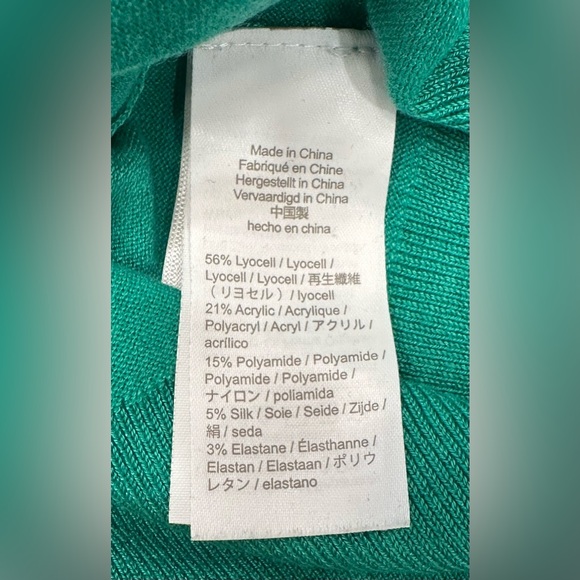 Made in China
Fabriqué en Chine
Hergestellt in China
Vervaardigd in China
中国製
hecho en china
56% Lyocell / Lyocell /
Lyocell / Lyocell / 再生繊維
（リヨセル）/ lyocell
21% Acrylic / Acrylique /
Polyacryl / Acryl / アクリル /
acrílico
15% Polyamide / Polyamide /
Polyamide / Polyamide /
ナイロン / poliamida
5% Silk / Soie / Seide / Zijde /
絹 / seda
3% Elastane / Élasthanne /
Elastan / Elastaan / ポリウ
レタン / elastano